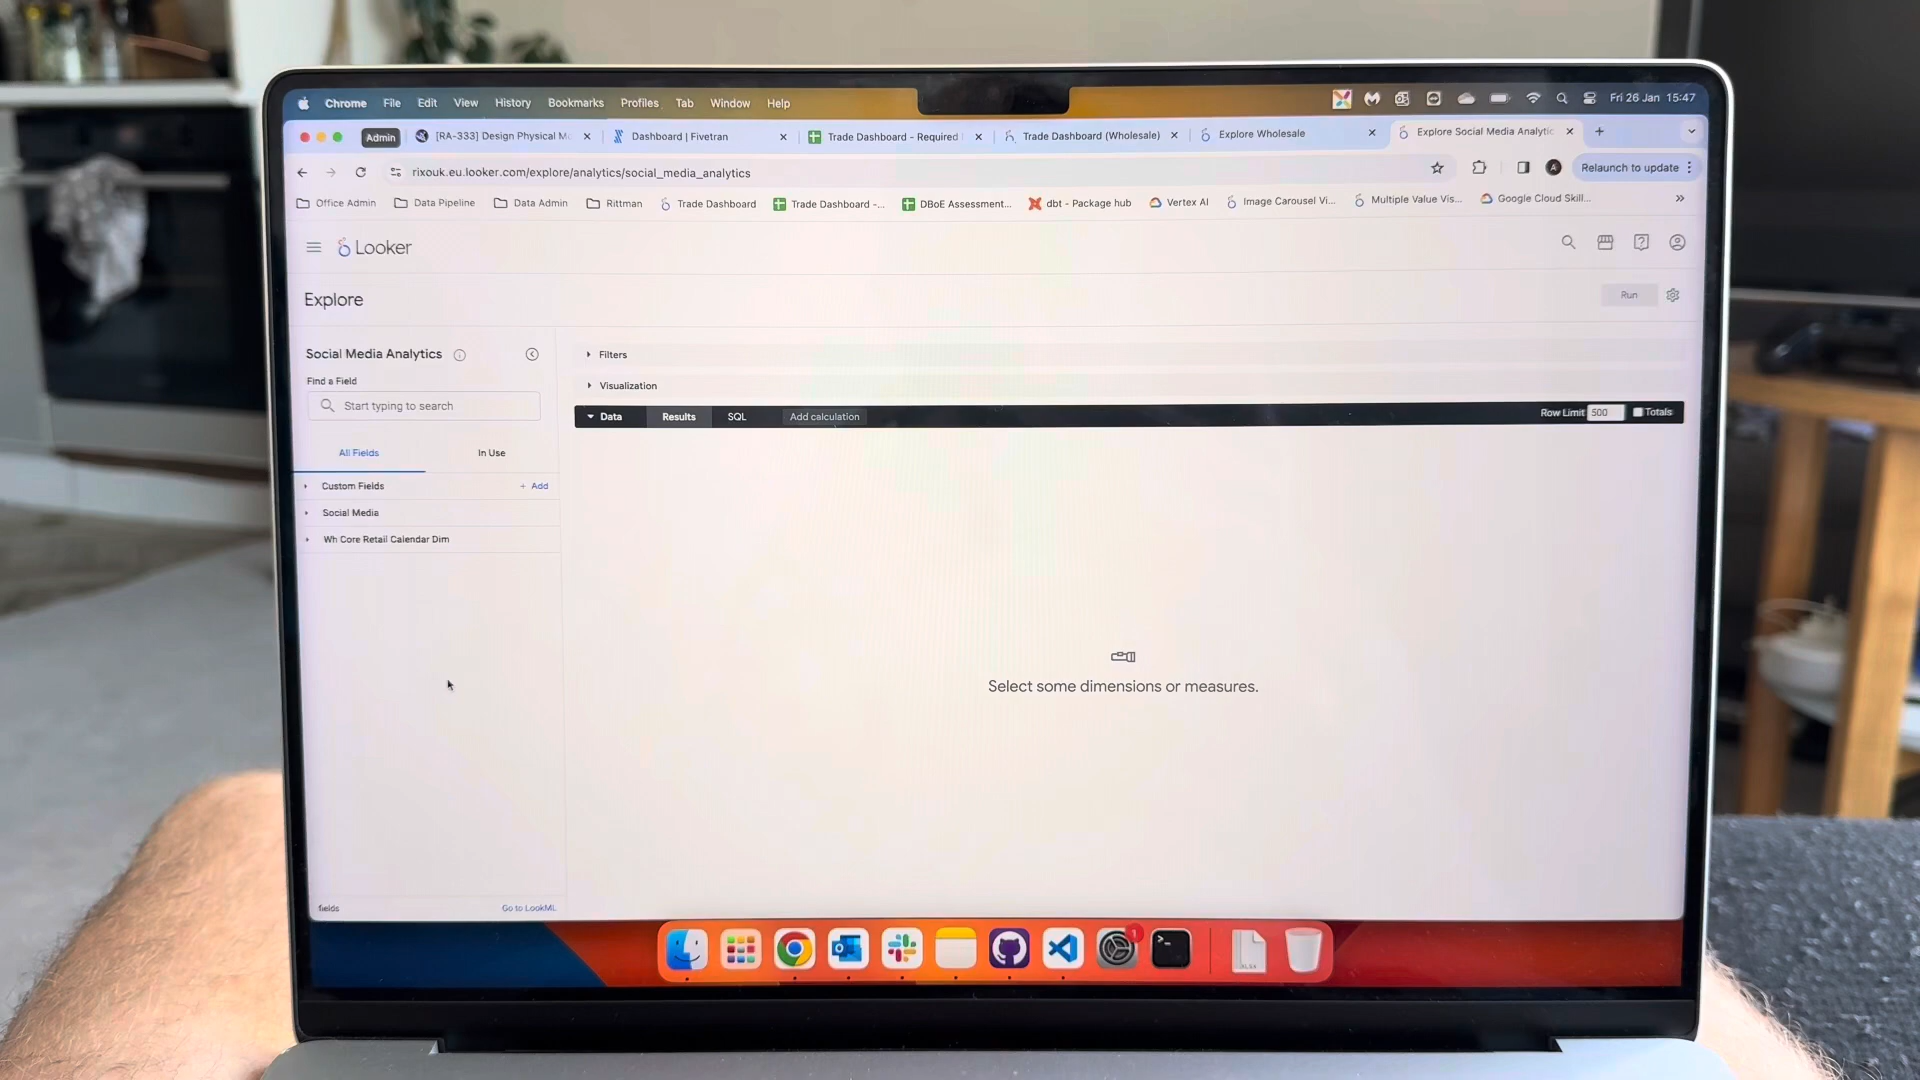 Chrome File Edit View History Bookmarks Profiles Tab Window Help Fri 26 Jan 15:47
Admin [RA-333] Design Physical Mo Dashboard | Fivetran Trade Dashboard - Required Trade Dashboard (Wholesale) Explore Wholesale Explore Social Media Analytic
rixouk.eu.looker.com/explore/analytics/social_media_analytics Relaunch to update
Office Admin Data Pipeline Data Admin Rittman Trade Dashboard Trade Dashboard -... DBoE Assessment... dbt - Package hub Vertex AI Image Carousel Vi... Multiple Value Vis... Google Cloud Skill...
Looker
Explore Run
Social Media Analytics
Find a Field
Start typing to search
All Fields In Use
Custom Fields + Add
Social Media
Wh Core Retail Calendar Dim
fields Go to LookML
Filters
Visualization
Data Results SQL Add calculation Row Limit 500 Totals
Select some dimensions or measures.
1
XLSX